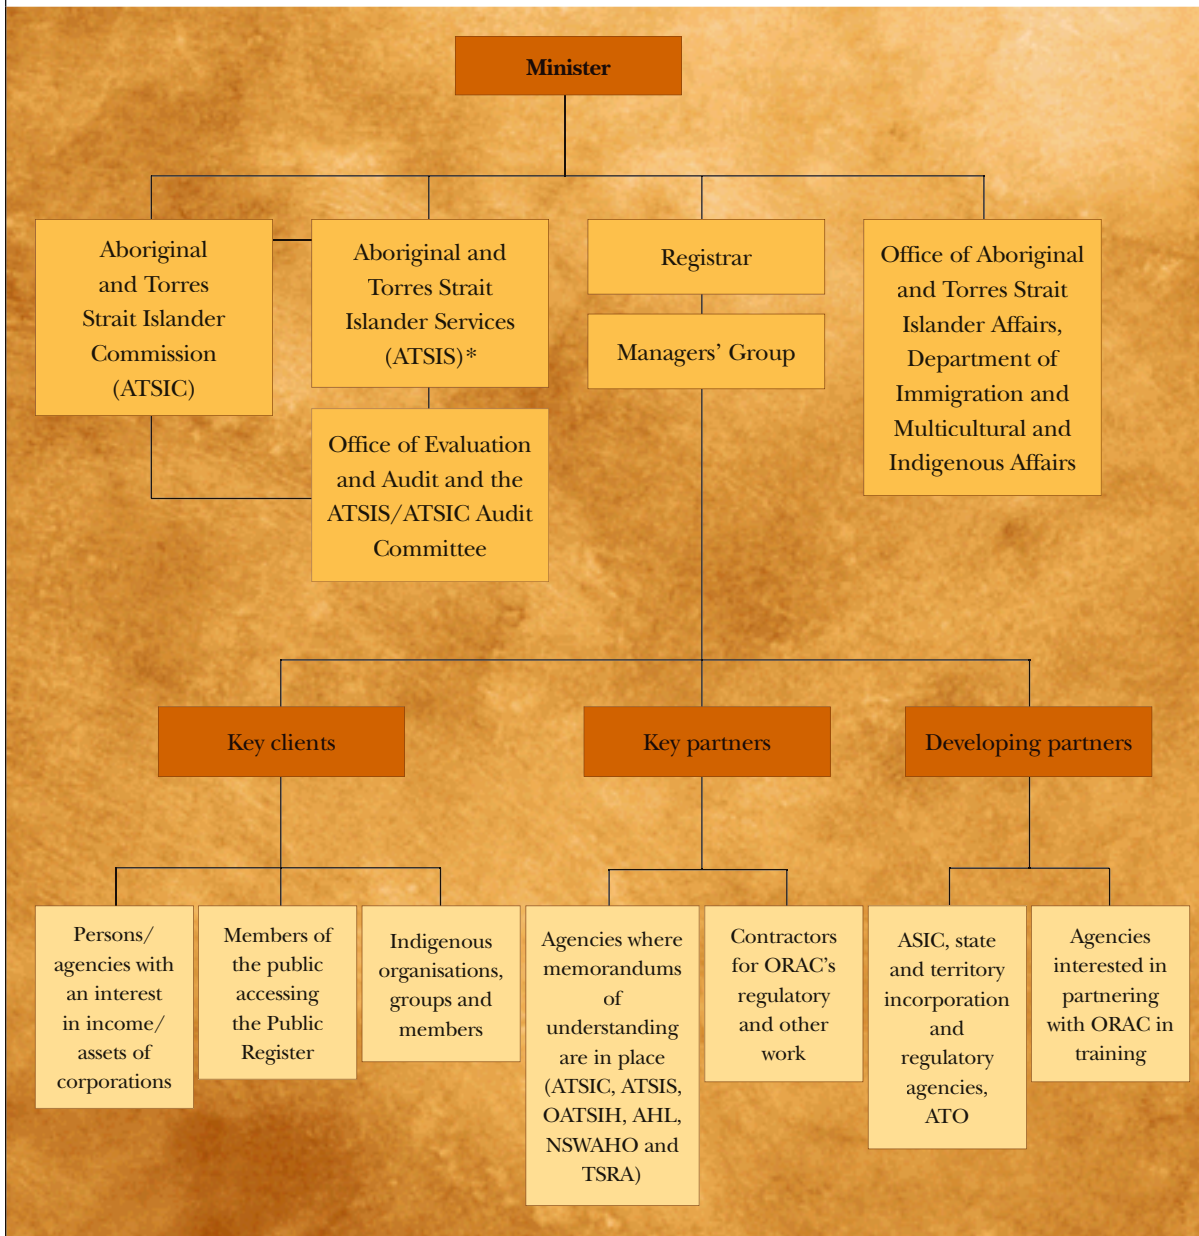 Minister
Aboriginal
and Torres
Strait Islander
Commission
(ATSIC)
Aboriginal and
Torres Strait
Islander Services
(ATSIS)*
Registrar
Managers’ Group
Office of Aboriginal
and Torres Strait
Islander Affairs,
Department of
Immigration and
Multicultural and
Indigenous Affairs
Office of Evaluation
and Audit and the
ATSIS/ATSIC Audit
Committee
Key clients
Key partners
Developing partners
Persons/
agencies with
an interest
in income/
assets of
corporations
Members of
the public
accessing
the Public
Register
Indigenous
organisations,
groups and
members
Agencies where
memorandums
of
understanding
are in place
(ATSIC, ATSIS,
OATSIH, AHL,
NSWAHO and
TSRA)
Contractors
for ORAC’s
regulatory
and other
work
ASIC, state
and territory
incorporation
and
regulatory
agencies,
ATO
Agencies
interested in
partnering
with ORAC in
training